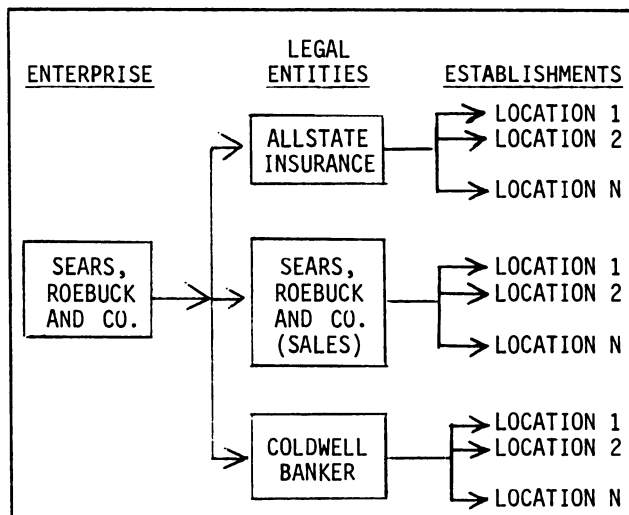 ENTERPRISE
LEGAL
ENTITIES
ESTABLISHMENTS
SEARS,
ROEBUCK
AND CO.
ALLSTATE
INSURANCE
LOCATION 1
LOCATION 2
LOCATION N
SEARS,
ROEBUCK
AND CO.
(SALES)
LOCATION 1
LOCATION 2
LOCATION N
COLDWELL
BANKER
LOCATION 1
LOCATION 2
LOCATION N